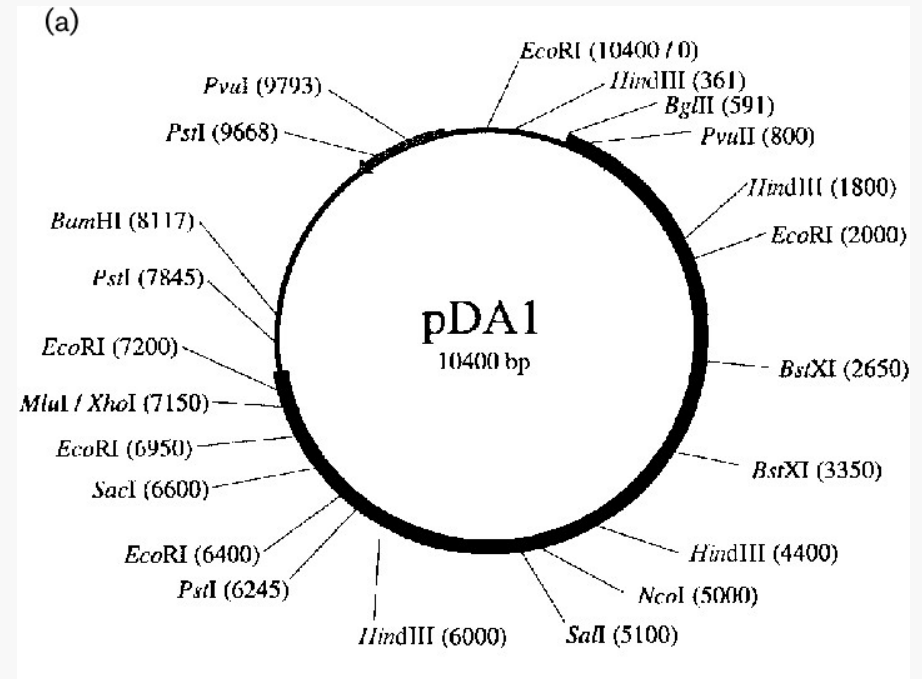 (a)
EcoRI (10400 / 0)
HindIII (361)
BglII (591)
PvuII (800)
HindIII (1800)
EcoRI (2000)
BstXI (2650)
BstXI (3350)
HindIII (4400)
NcoI (5000)
SalI (5100)
HindIII (6000)
PstI (6245)
EcoRI (6400)
SacI (6600)
EcoRI (6950)
MluI / XhoI (7150)
EcoRI (7200)
PstI (7845)
BamHI (8117)
PstI (9668)
PvuI (9793)
pDA1
10400 bp